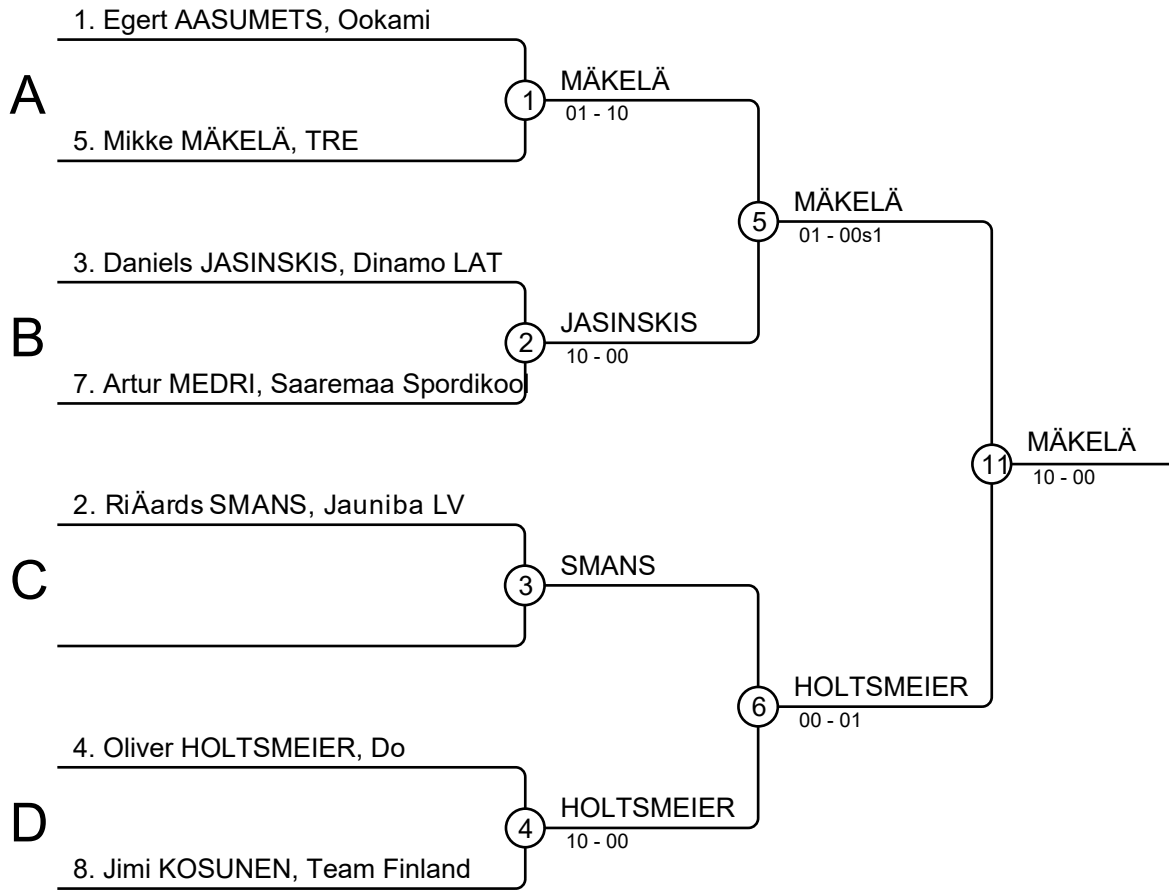 1. Egert AASUMETS, Ookami
A
1
MÄKELÄ
01 - 10
5. Mikke MÄKELÄ, TRE
5
MÄKELÄ
01 - 00s1
3. Daniels JASINSKIS, Dinamo LAT
B
2
JASINSKIS
10 - 00
7. Artur MEDRI, Saaremaa Spordikool
11
MÄKELÄ
10 - 00
2. RiÄards SMANS, Jauniba LV
C
3
SMANS
6
HOLTSMEIER
00 - 01
4. Oliver HOLTSMEIER, Do
D
4
HOLTSMEIER
10 - 00
8. Jimi KOSUNEN, Team Finland